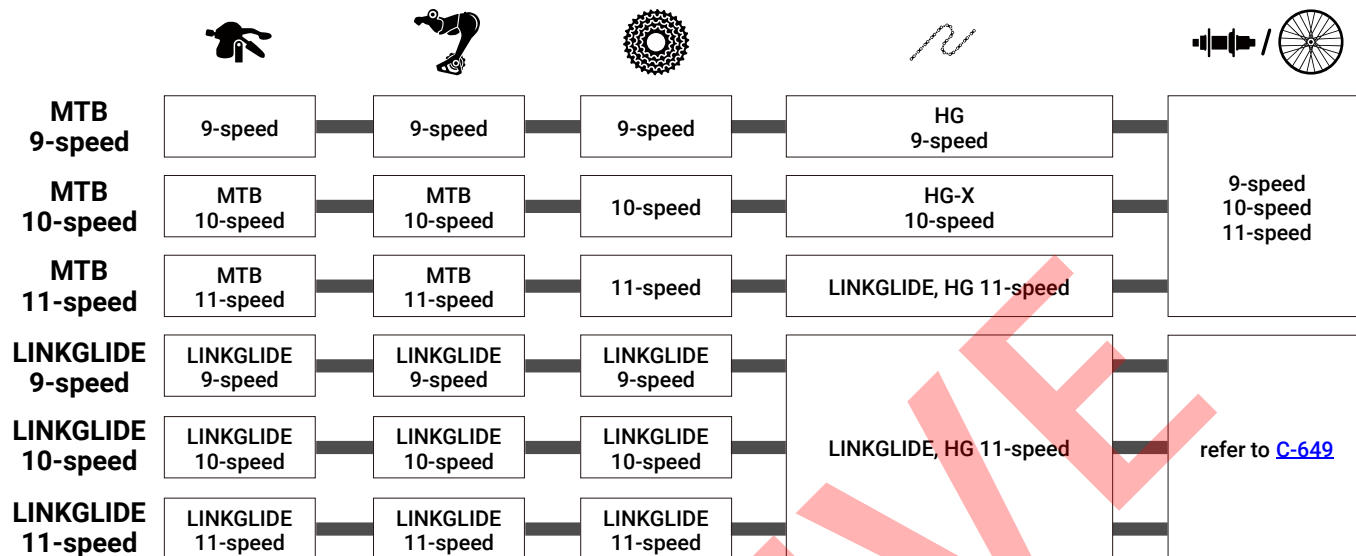 MTB
9-speed
9-speed
9-speed
9-speed
HG
9-speed
9-speed
10-speed
11-speed
MTB
10-speed
MTB
10-speed
MTB
10-speed
10-speed
HG-X
10-speed
MTB
11-speed
MTB
11-speed
MTB
11-speed
11-speed
LINKGLIDE, HG 11-speed
LINKGLIDE
9-speed
LINKGLIDE
9-speed
LINKGLIDE
9-speed
LINKGLIDE
9-speed
LINKGLIDE, HG 11-speed
refer to C-649
LINKGLIDE
10-speed
LINKGLIDE
10-speed
LINKGLIDE
10-speed
LINKGLIDE
10-speed
LINKGLIDE
11-speed
LINKGLIDE
11-speed
LINKGLIDE
11-speed
LINKGLIDE
11-speed
VE